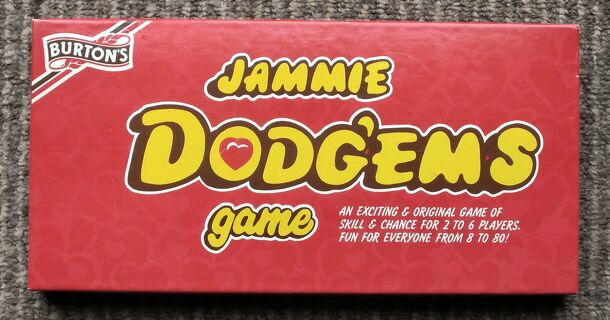 BURTON'S
JAMMIE
DODG'EMS
game
AN EXCITING & ORIGINAL GAME OF
SKILL & CHANCE FOR 2 TO 6 PLAYERS.
FUN FOR EVERYONE FROM 8 TO 80!